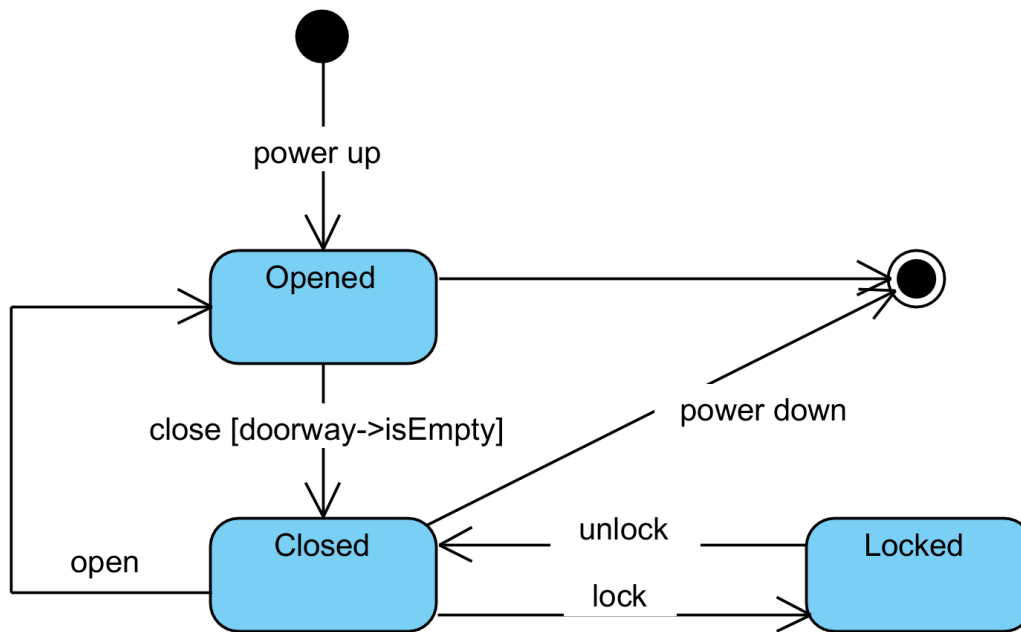 power up
Opened
close [doorway->isEmpty]
power down
Closed
unlock
Locked
open
lock